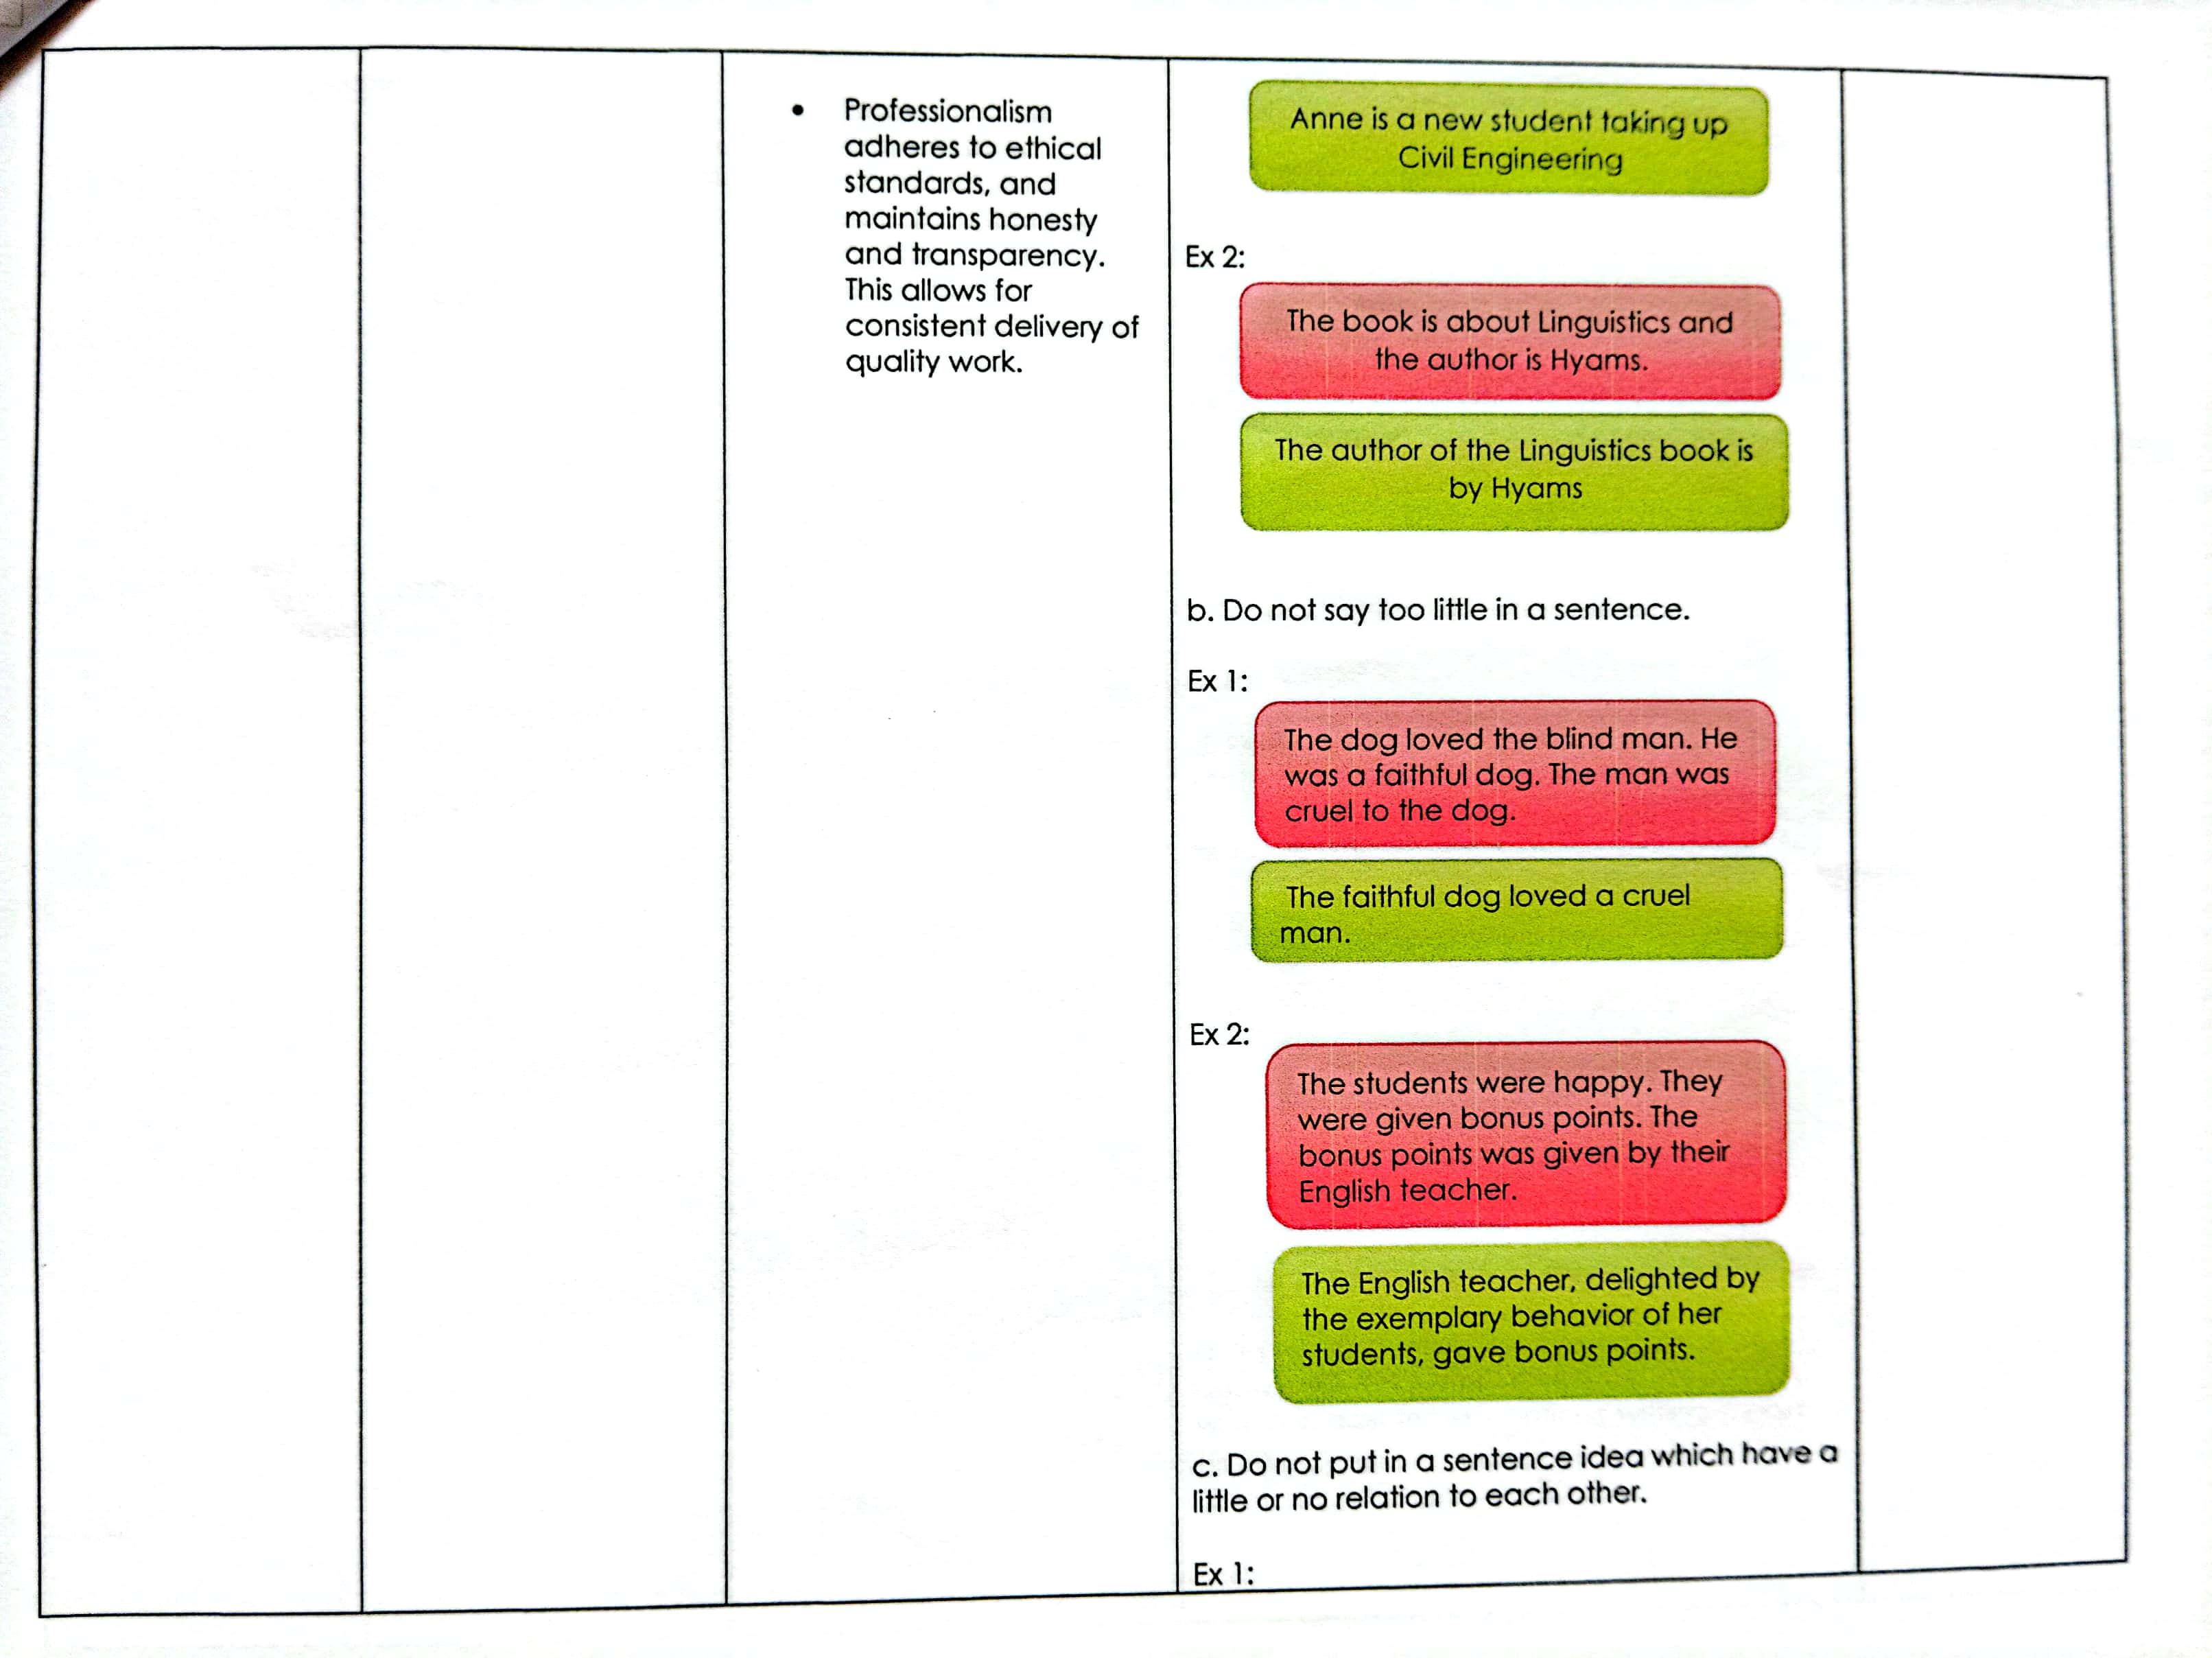 • Professionalism
adheres to ethical
standards, and
maintains honesty
and transparency.
This allows for
consistent delivery of
quality work.
Anne is a new student taking up
Civil Engineering
Ex 2:
The book is about Linguistics and
the author is Hyams.
The author of the Linguistics book is
by Hyams
b. Do not say too little in a sentence.
Ex 1:
The dog loved the blind man. He
was a faithful dog. The man was
cruel to the dog.
The faithful dog loved a cruel
man.
Ex 2:
The students were happy. They
were given bonus points. The
bonus points was given by their
English teacher.
The English teacher, delighted by
the exemplary behavior of her
students, gave bonus points.
c. Do not put in a sentence idea which have a
little or no relation to each other.
Ex 1: